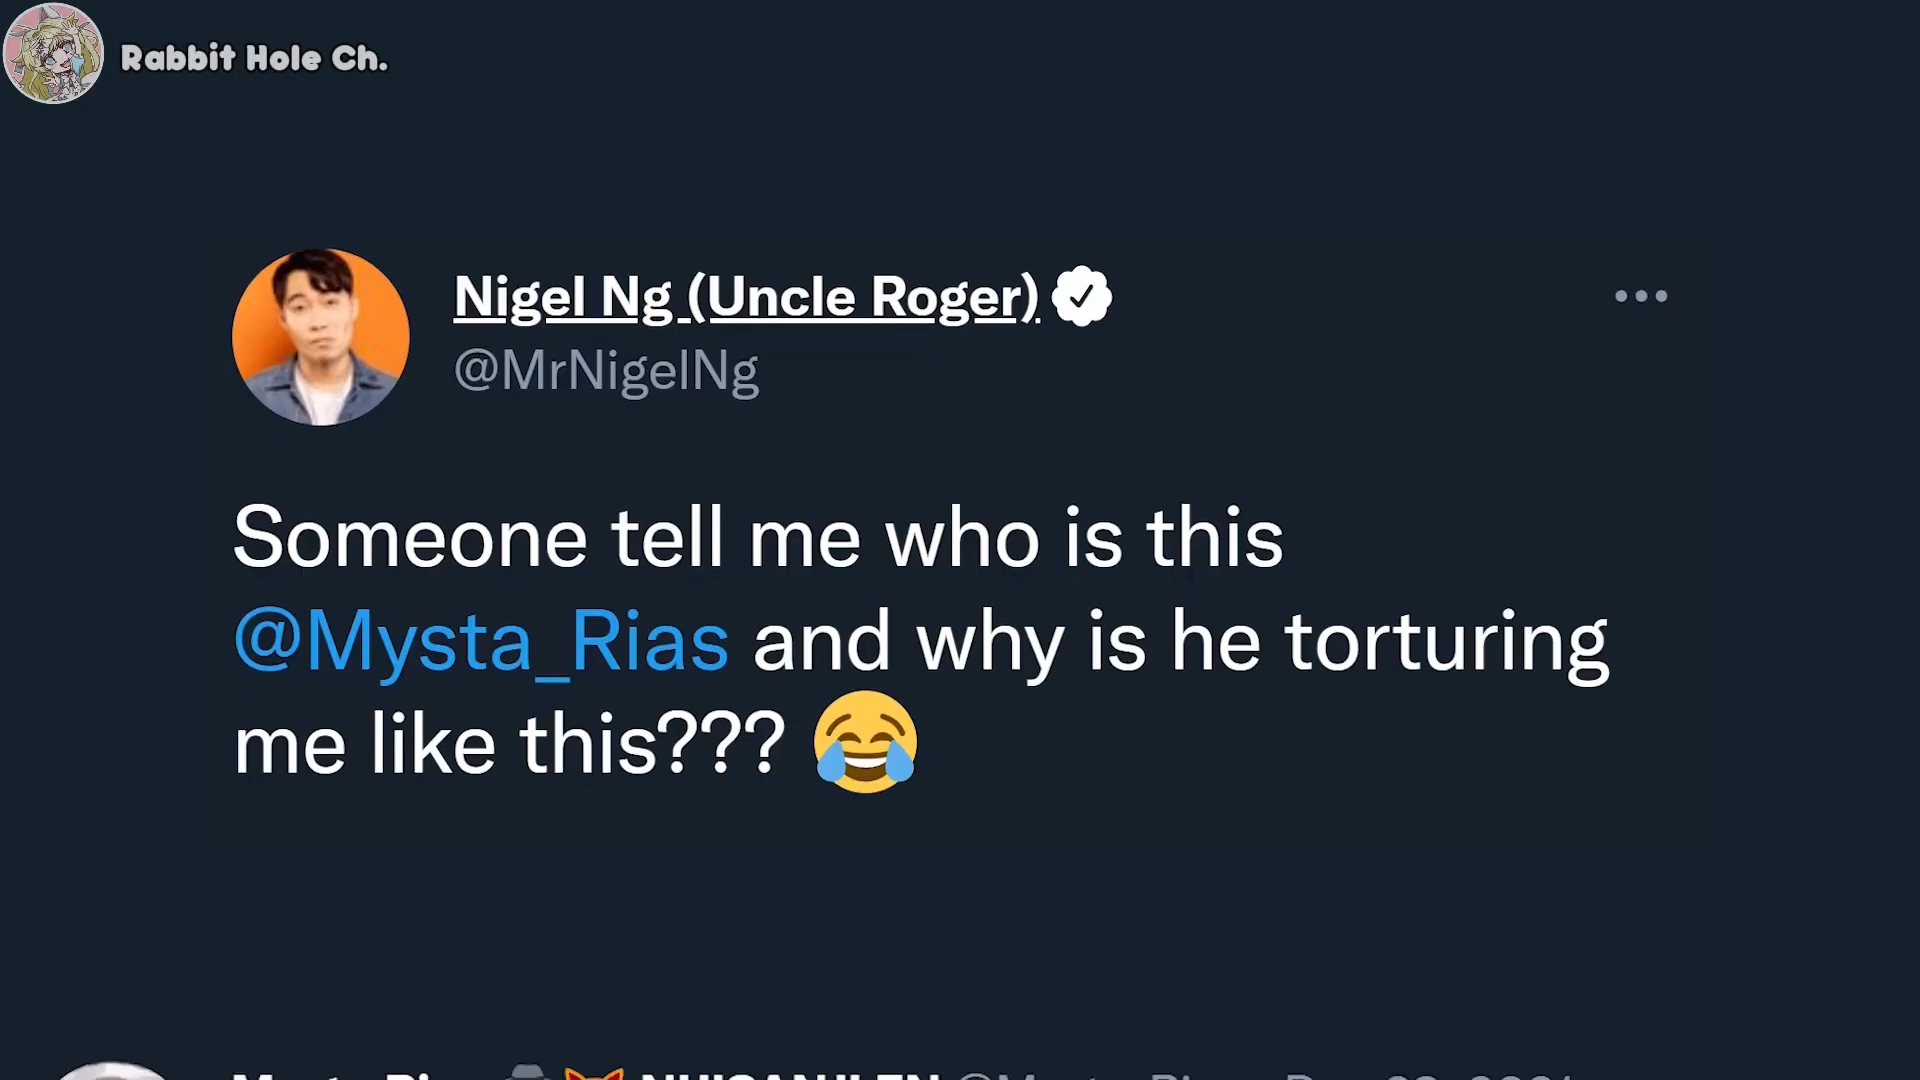 Rabbit Hole Ch.
Nigel Ng (Uncle Roger)
@MrNigelNg
Someone tell me who is this
@Mysta_Rias and why is he torturing
me like this??? 😂